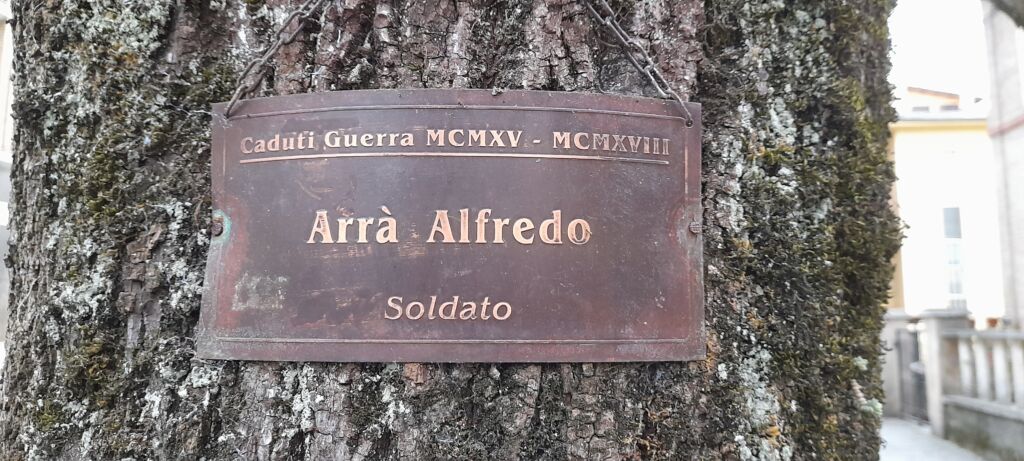 Caduti Guerra MCMXV - MCMXVIII
Arrà Alfredo
Soldato